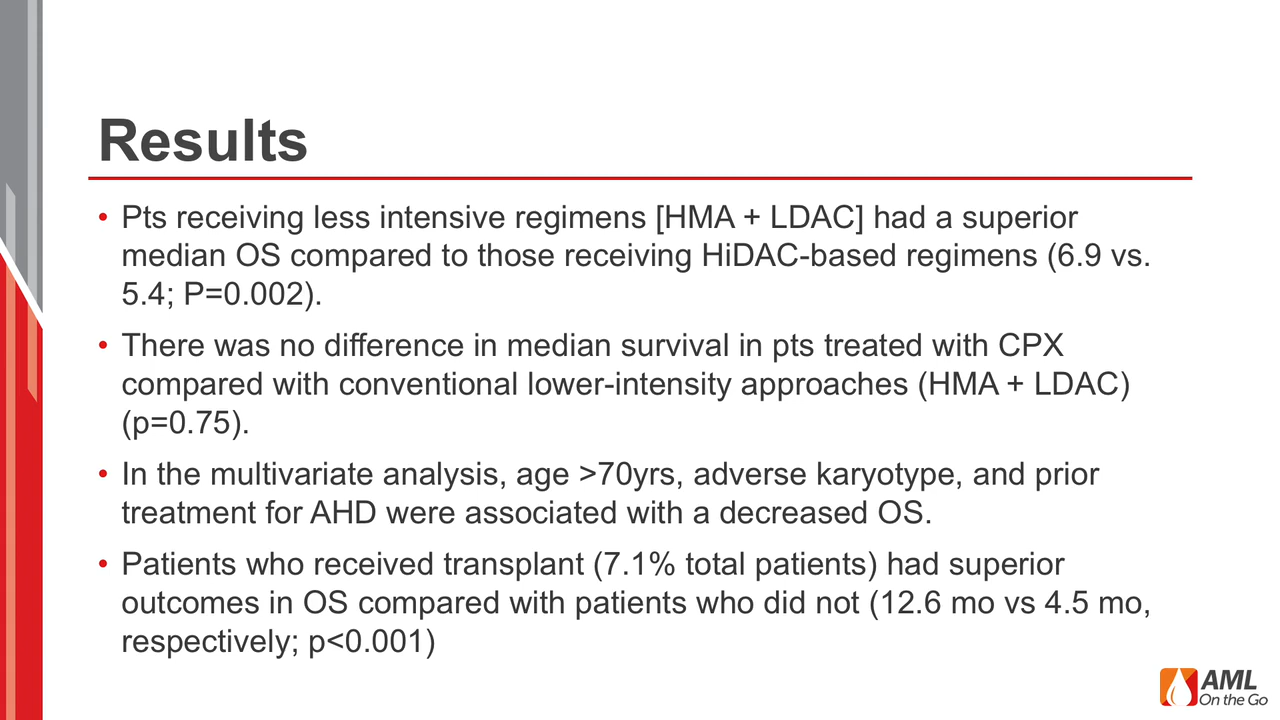 Results
• Pts receiving less intensive regimens [HMA + LDAC] had a superior
median OS compared to those receiving HiDAC-based regimens (6.9 vs.
5.4; P=0.002).
• There was no difference in median survival in pts treated with CPX
compared with conventional lower-intensity approaches (HMA + LDAC)
(p=0.75).
• In the multivariate analysis, age >70yrs, adverse karyotype, and prior
treatment for AHD were associated with a decreased OS.
• Patients who received transplant (7.1% total patients) had superior
outcomes in OS compared with patients who did not (12.6 mo vs 4.5 mo,
respectively; p<0.001)
AML
On the Go